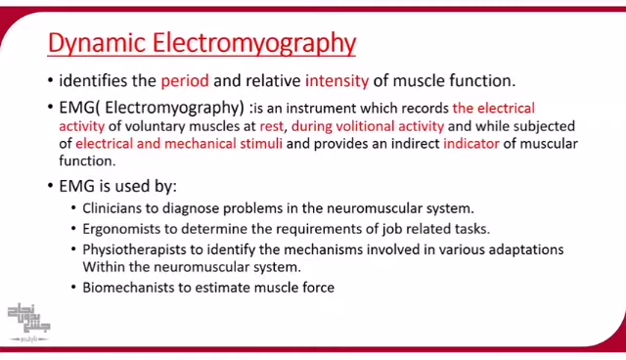 Dynamic Electromyography
• identifies the period and relative intensity of muscle function.
• EMG( Electromyography) :is an instrument which records the electrical
activity of voluntary muscles at rest, during volitional activity and while subjected
of electrical and mechanical stimuli and provides an indirect indicator of muscular
function.
• EMG is used by:
• Clinicians to diagnose problems in the neuromuscular system.
• Ergonomists to determine the requirements of job related tasks.
• Physiotherapists to identify the mechanisms involved in various adaptations
Within the neuromuscular system.
• Biomechanists to estimate muscle force